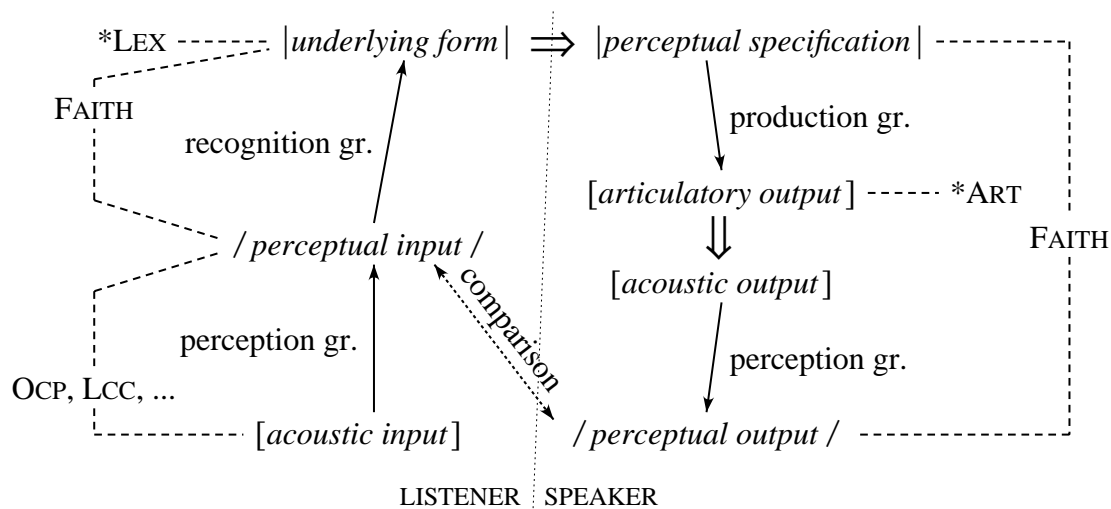 *LEX |underlying form| ⇒ |perceptual specification|
FAITH
production gr.
recognition gr.
[articulatory output] *ART
/perceptual input/ FAITH
[acoustic output]
comparison
perception gr. perception gr.
OCP, LCC, ...
[acoustic input] /perceptual output/
LISTENER SPEAKER